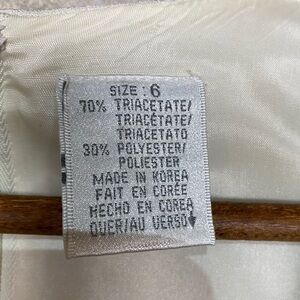 SIZE : 6
70% TRIACETATE/
TRIACÉTATE/
TRIACETATO
30% POLYESTER/
POLIESTER
MADE IN KOREA
FAIT EN CORÉE
HECHO EN COREA
OVER/AU VERSO